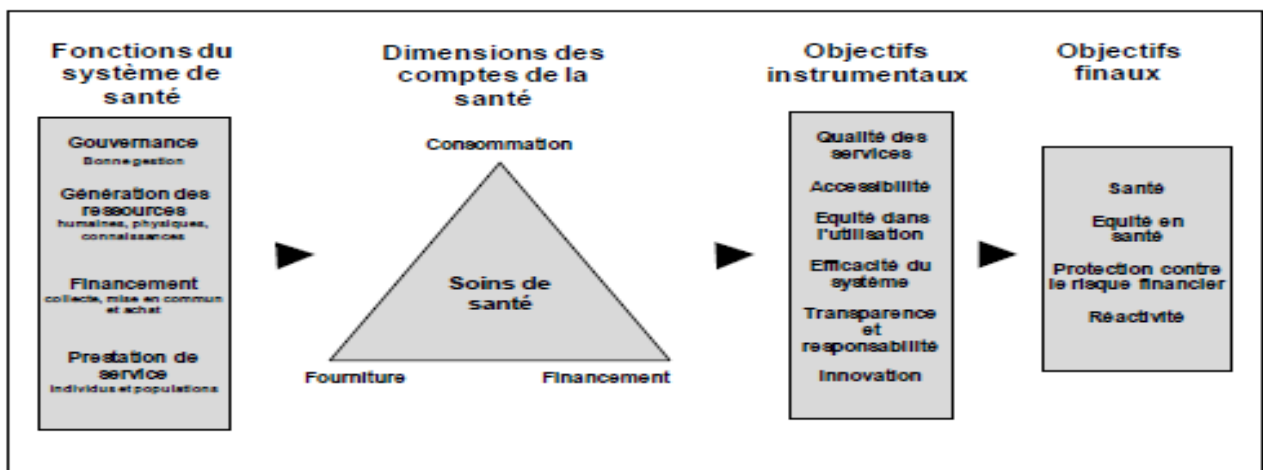 Fonctions du
système de
santé
Gouvernance
Bonne gestion
Génération des
ressources
humaines, physiques,
connaissances
Financement
collecte, mise en commun
et achat
Prestation de
service
individus et populations
Dimensions des
comptes de la
santé
Consommation
Soins de
santé
Fourniture
Financement
Objectifs
instrumentaux
Qualité des
services
Accessibilité
Equité dans
l'utilisation
Efficacité du
système
Transparence
et
responsabilité
Innovation
Objectifs
finaux
Santé
Equité en
santé
Protection contre
le risque financier
Réactivité